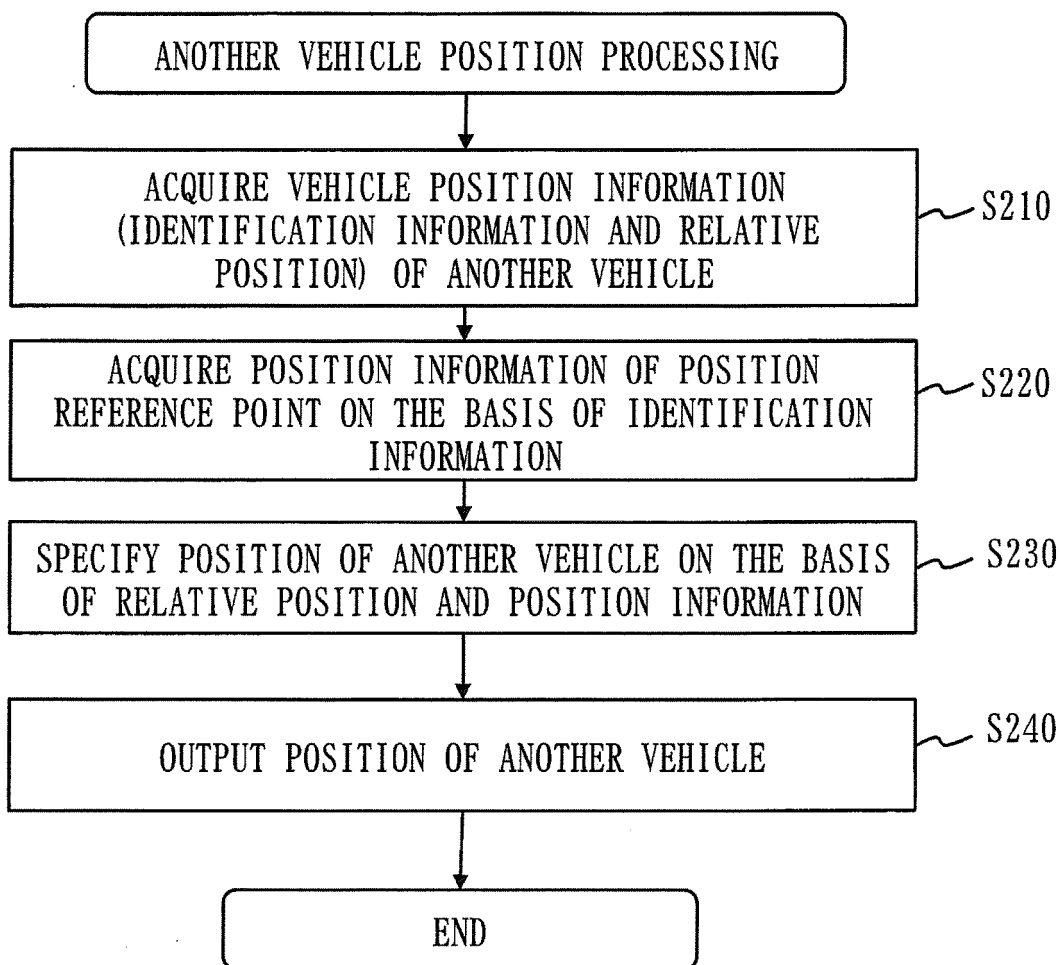 ANOTHER VEHICLE POSITION PROCESSING
ACQUIRE VEHICLE POSITION INFORMATION
(IDENTIFICATION INFORMATION AND RELATIVE
POSITION) OF ANOTHER VEHICLE
S210
ACQUIRE POSITION INFORMATION OF POSITION
REFERENCE POINT ON THE BASIS OF IDENTIFICATION
INFORMATION
S220
SPECIFY POSITION OF ANOTHER VEHICLE ON THE BASIS
OF RELATIVE POSITION AND POSITION INFORMATION
S230
OUTPUT POSITION OF ANOTHER VEHICLE
S240
END